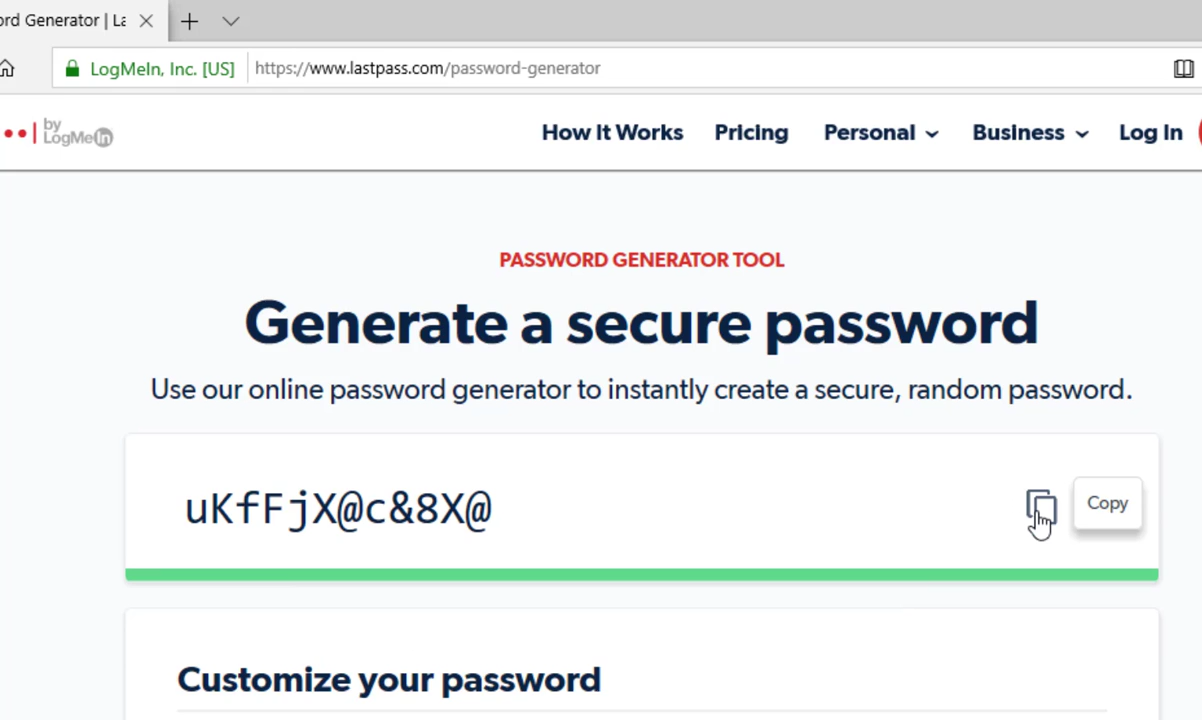 ord Generator | La
LogMeIn, Inc. [US] https://www.lastpass.com/password-generator
by
LogMeIn
How It Works Pricing Personal Business Log In
PASSWORD GENERATOR TOOL
Generate a secure password
Use our online password generator to instantly create a secure, random password.
uKfFjX@c&8X@
Copy
Customize your password